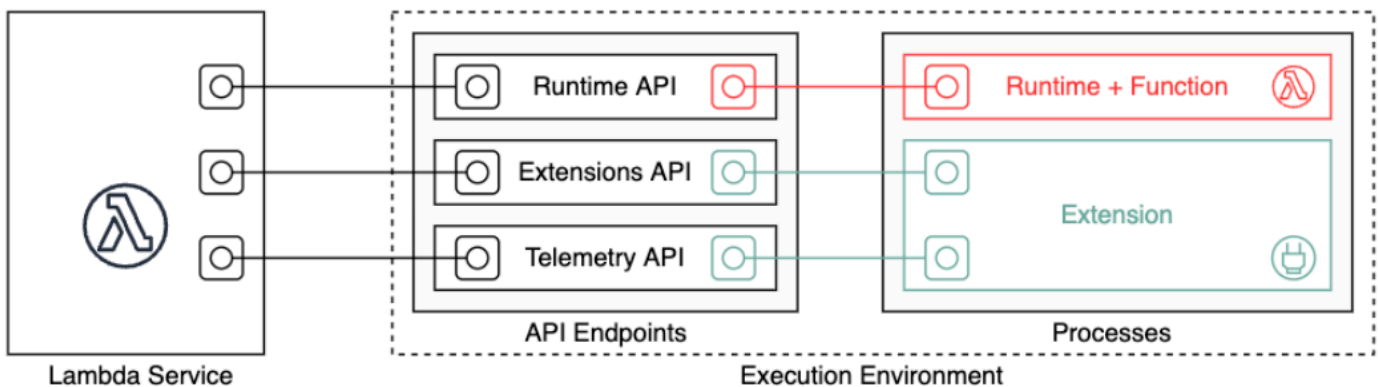 Runtime API
Runtime + Function
Extensions API
Extension
Telemetry API
API Endpoints
Processes
Lambda Service
Execution Environment